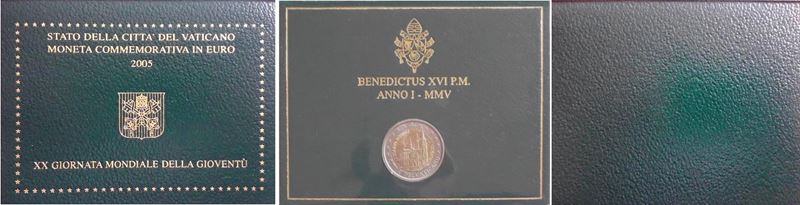 STATO DELLA CITTA' DEL VATICANO
MONETA COMMEMORATIVA IN EURO
2005
XX GIORNATA MONDIALE DELLA GIOVENTÙ
BENEDICTUS XVI P.M.
ANNO I - MMV